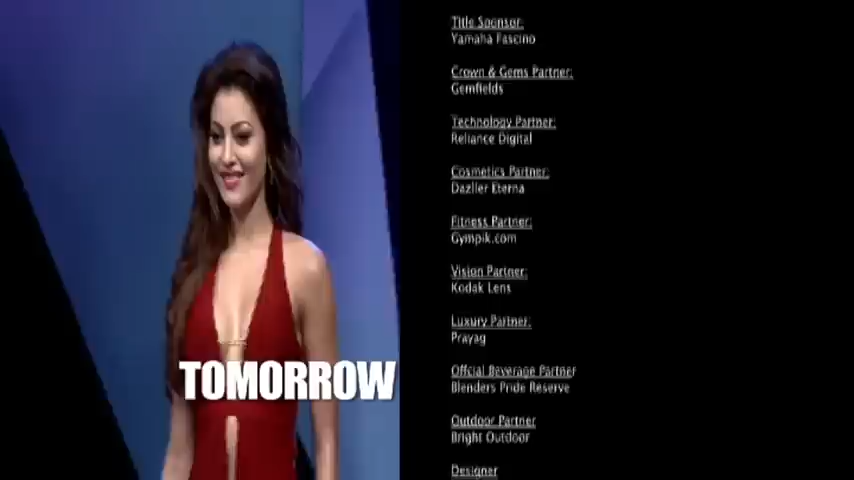 TOMORROW
Title Sponsor:
Yamaha Fascino
Crown & Gems Partner:
Gemfields
Technology Partner:
Reliance Digital
Cosmetics Partner:
Dazller Eterna
Fitness Partner:
Gympik.com
Vision Partner:
Kodak Lens
Luxury Partner:
Prayag
Offcial Beverage Partner
Blenders Pride Reserve
Outdoor Partner
Bright Outdoor
Designer